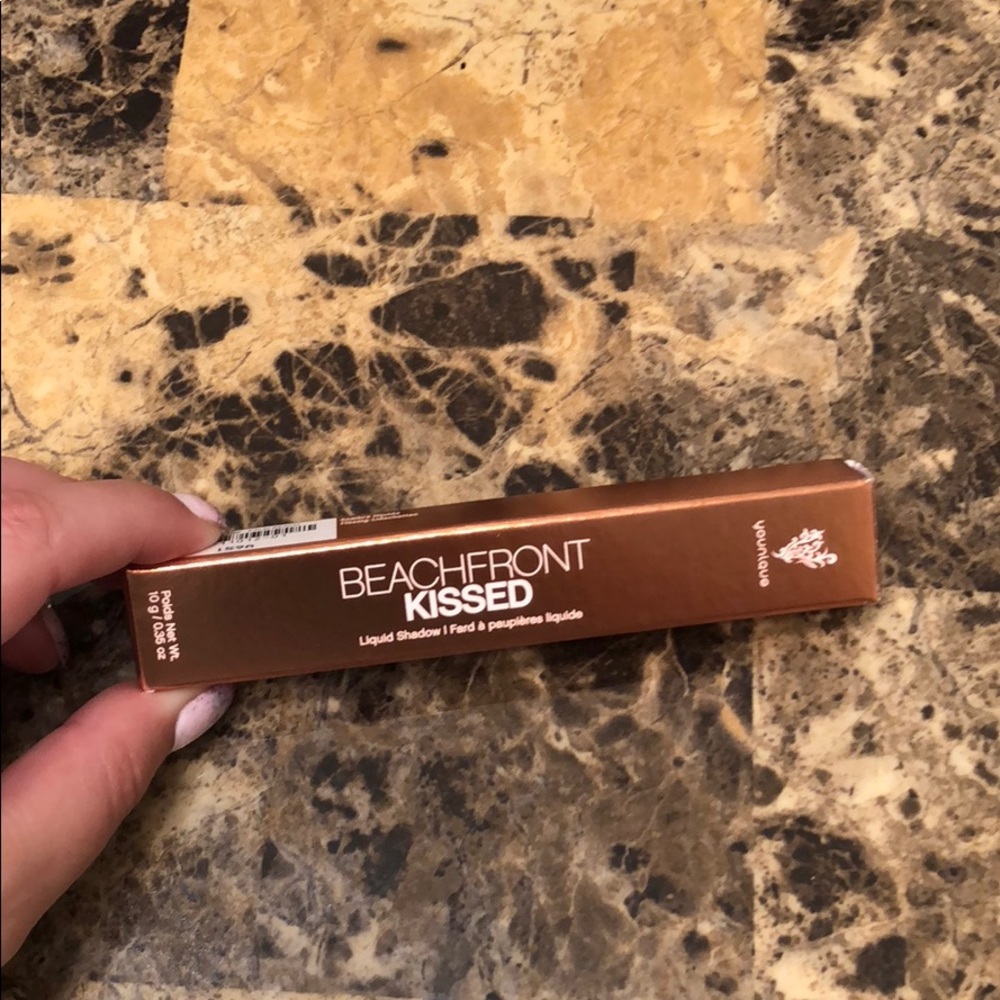 BEACHFRONT
KISSED
Liquid Shadow | Fard à paupières liquide
Poids Net Wt.
10 g / 0.35 oz
younique